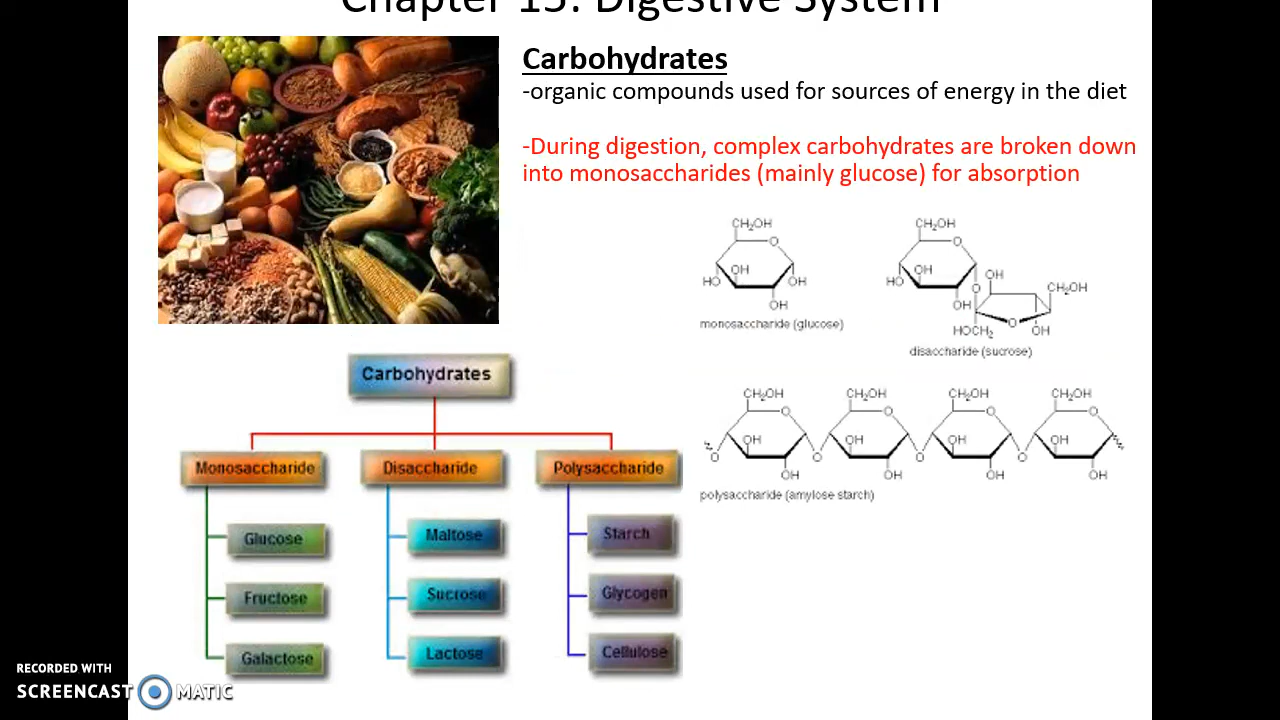 Chapter 15: Digestive System
Carbohydrates
-organic compounds used for sources of energy in the diet
-During digestion, complex carbohydrates are broken down
into monosaccharides (mainly glucose) for absorption
CH₂OH
O
OH
HO
OH
OH
monosaccharide (glucose)
CH₂OH
O
OH
HO
OH
O
OH
CH₂OH
HOCH₂
O
OH
disaccharide (sucrose)
CH₂OH CH₂OH CH₂OH CH₂OH
O O O O
OH OH OH OH
O O O O
OH OH OH OH
polysaccharide (amylose starch)
Carbohydrates
Monosaccharide Disaccharide Polysaccharide
Glucose Maltose Starch
Fructose Sucrose Glycogen
Galactose Lactose Cellulose
RECORDED WITH
SCREENCAST MATIC